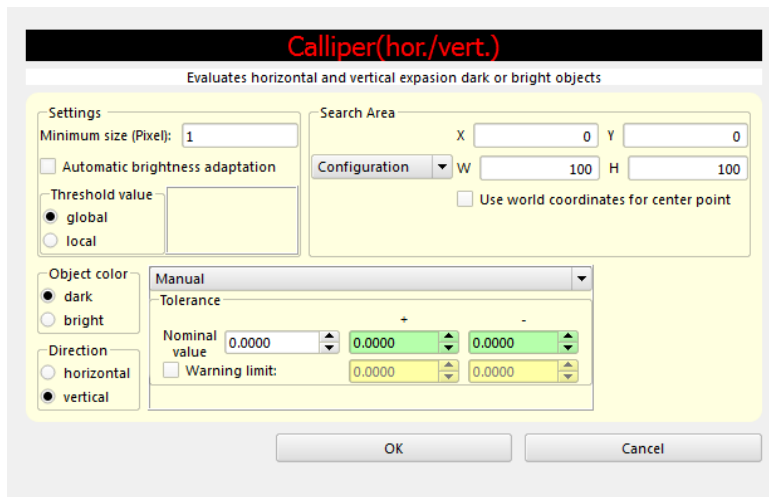 Calliper(hor./vert.)
Evaluates horizontal and vertical expasion dark or bright objects
Settings
Minimum size (Pixel): 1
Automatic brightness adaptation
Threshold value
global
local
Search Area
X 0 Y 0
Configuration W 100 H 100
Use world coordinates for center point
Object color
dark
bright
Direction
horizontal
vertical
Manual
Tolerance
+ -
Nominal value 0.0000 0.0000 0.0000
Warning limit: 0.0000 0.0000
OK Cancel